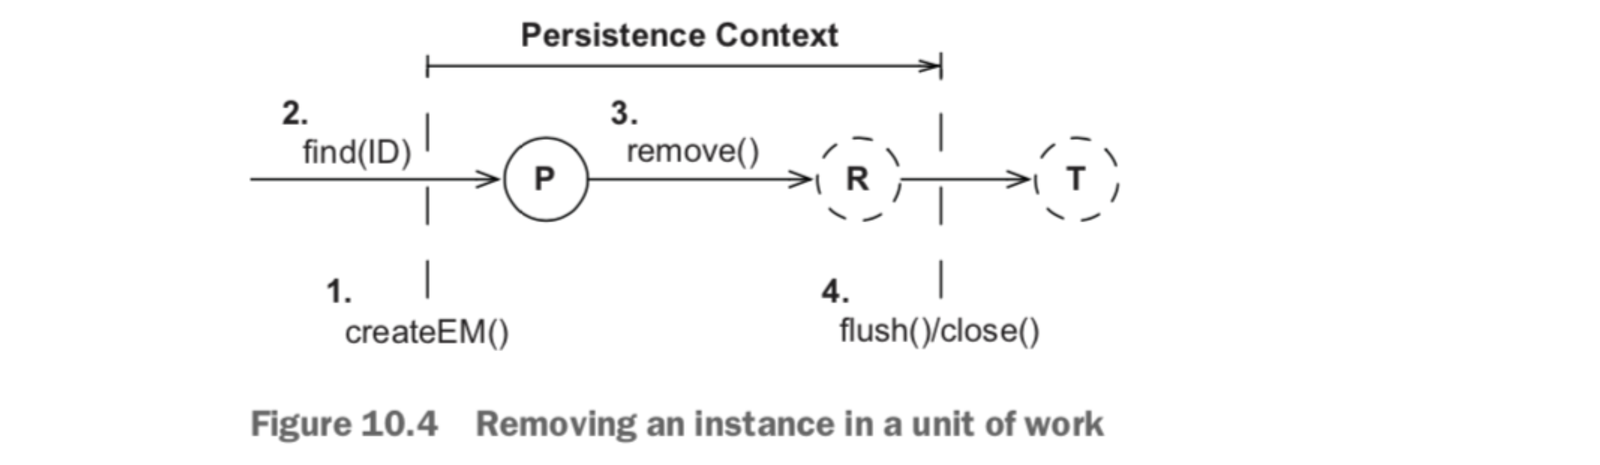 Persistence Context
2.
find(ID)
3.
remove()
P
R
T
1.
createEM()
4.
flush()/close()
Figure 10.4 Removing an instance in a unit of work